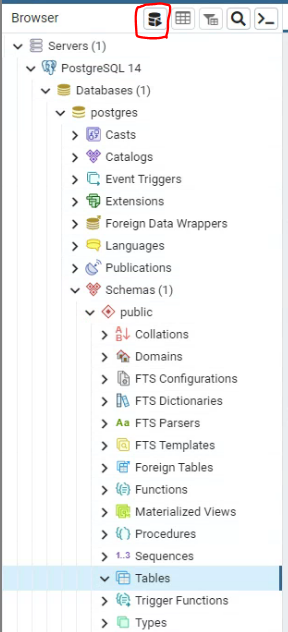 Browser
Servers (1)
PostgreSQL 14
Databases (1)
postgres
Casts
Catalogs
Event Triggers
Extensions
Foreign Data Wrappers
Languages
Publications
Schemas (1)
public
Collations
Domains
FTS Configurations
FTS Dictionaries
FTS Parsers
FTS Templates
Foreign Tables
Functions
Materialized Views
Procedures
Sequences
Tables
Trigger Functions
Types